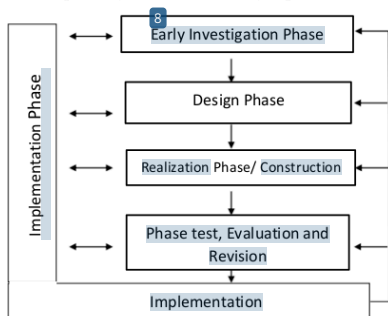 8
Early Investigation Phase
Design Phase
Realization Phase/ Construction
Phase test, Evaluation and
Revision
Implementation
Implementation Phase